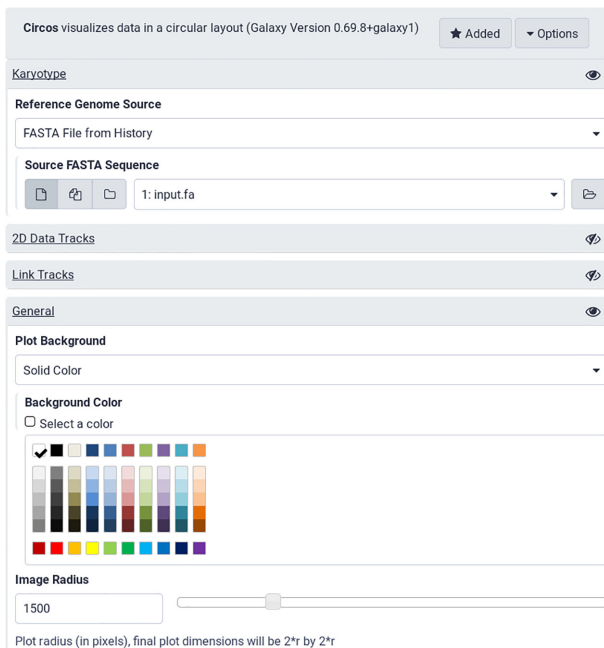 Circos visualizes data in a circular layout (Galaxy Version 0.69.8+galaxy1)
Added
Options
Karyotype
Reference Genome Source
FASTA File from History
Source FASTA Sequence
1: input.fa
2D Data Tracks
Link Tracks
General
Plot Background
Solid Color
Background Color
Select a color
Image Radius
1500
Plot radius (in pixels), final plot dimensions will be 2*r by 2*r